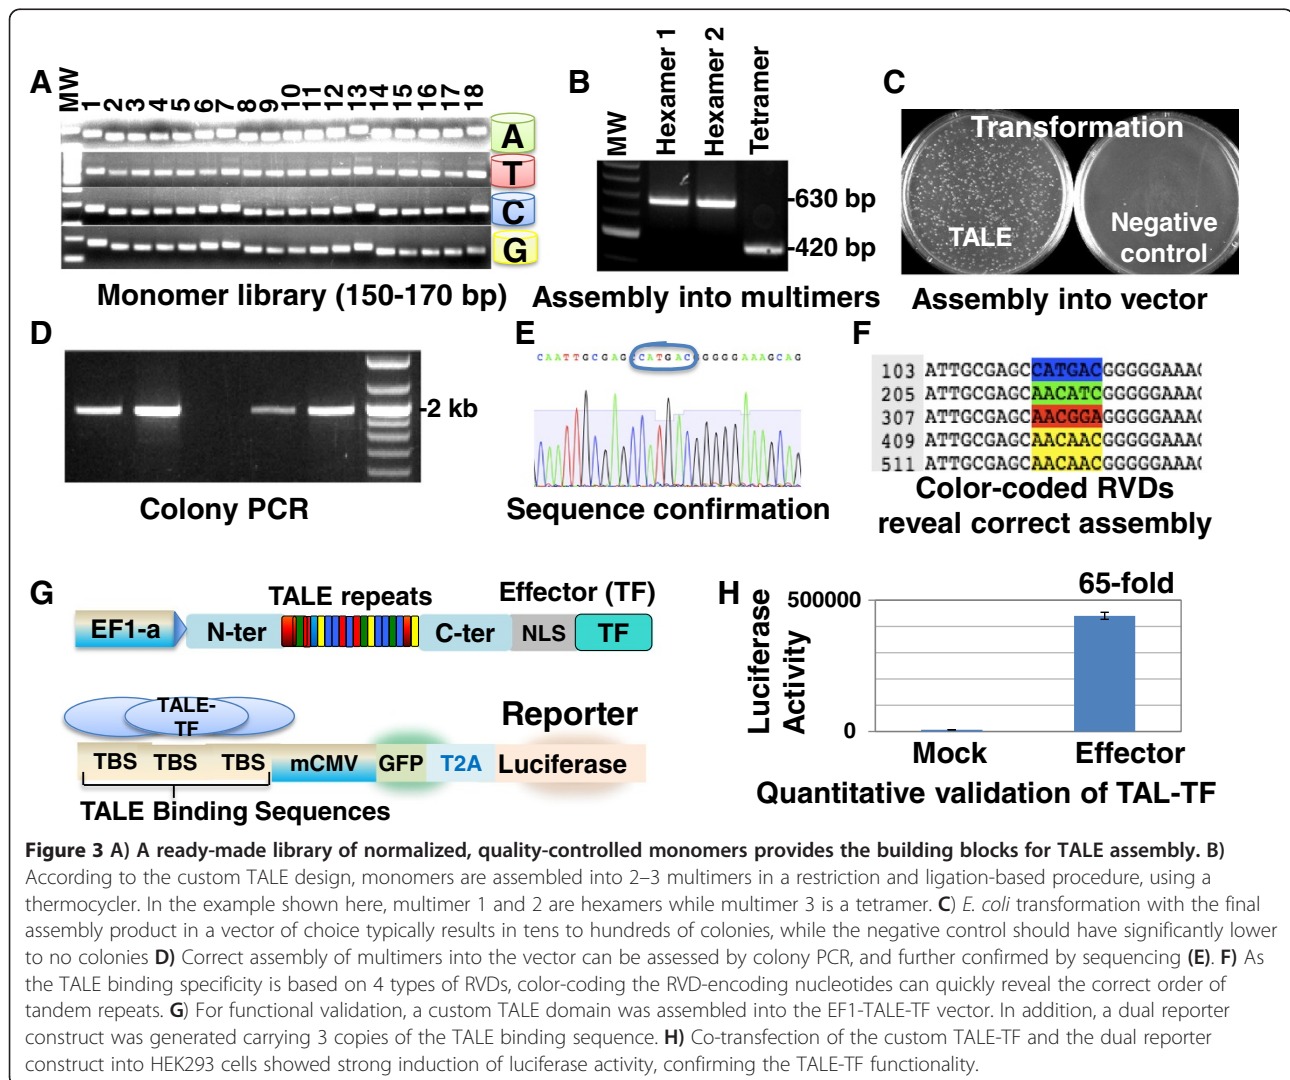 A
MW 1 2 3 4 5 6 7 8 9 10 11 12 13 14 15 16 17 18
A
T
C
G
Monomer library (150-170 bp)
B
MW Hexamer 1 Hexamer 2 Tetramer
-630 bp
-420 bp
Assembly into multimers
C
Transformation
TALE
Negative
control
Assembly into vector
D
-2 kb
Colony PCR
E
CAATTGCGAGCCATGACGGGGGAAAGCAG
Sequence confirmation
F
103 ATTGCGAGCCATGACGGGGGAAA
205 ATTGCGAGCAACATCGGGGGAAA
307 ATTGCGAGCAACGGAGGGGGAAA
409 ATTGCGAGCAACAACGGGGGAAA
511 ATTGCGAGCAACAACGGGGGAAA
Color-coded RVDs
reveal correct assembly
G
TALE repeats
Effector (TF)
EF1-a N-ter C-ter NLS TF
TALE-
TF
Reporter
TBS TBS TBS mCMV GFP T2A Luciferase
TALE Binding Sequences
H
65-fold
Luciferase
Activity
500000
0
Mock Effector
Quantitative validation of TAL-TF
Figure 3 A) A ready-made library of normalized, quality-controlled monomers provides the building blocks for TALE assembly. B)
According to the custom TALE design, monomers are assembled into 2–3 multimers in a restriction and ligation-based procedure, using a
thermocycler. In the example shown here, multimer 1 and 2 are hexamers while multimer 3 is a tetramer. C) E. coli transformation with the final
assembly product in a vector of choice typically results in tens to hundreds of colonies, while the negative control should have significantly lower
to no colonies D) Correct assembly of multimers into the vector can be assessed by colony PCR, and further confirmed by sequencing (E). F) As
the TALE binding specificity is based on 4 types of RVDs, color-coding the RVD-encoding nucleotides can quickly reveal the correct order of
tandem repeats. G) For functional validation, a custom TALE domain was assembled into the EF1-TALE-TF vector. In addition, a dual reporter
construct was generated carrying 3 copies of the TALE binding sequence. H) Co-transfection of the custom TALE-TF and the dual reporter
construct into HEK293 cells showed strong induction of luciferase activity, confirming the TALE-TF functionality.